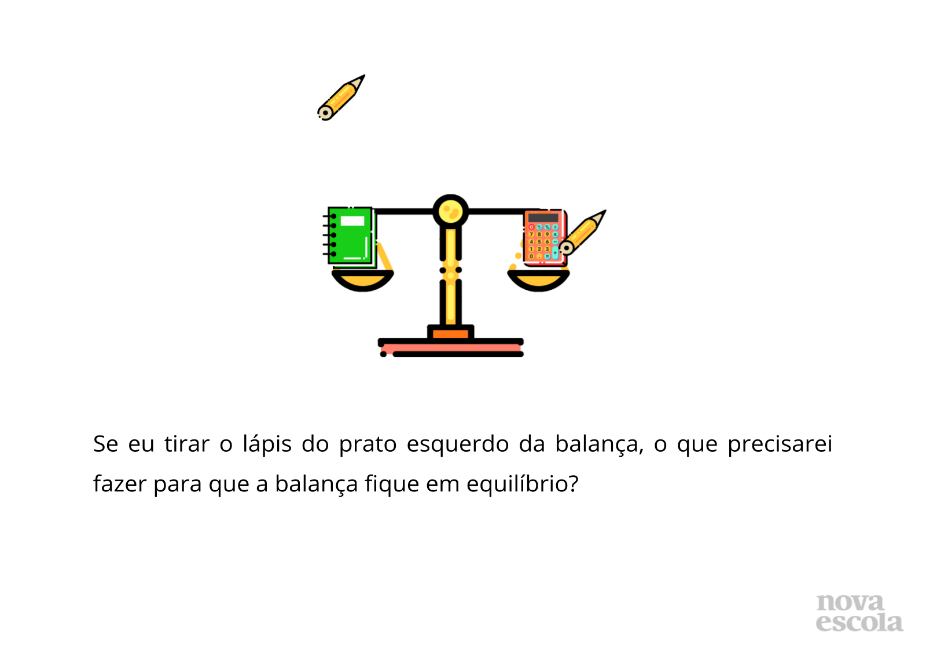 Se eu tirar o lápis do prato esquerdo da balança, o que precisarei
fazer para que a balança fique em equilíbrio?
nova
escola